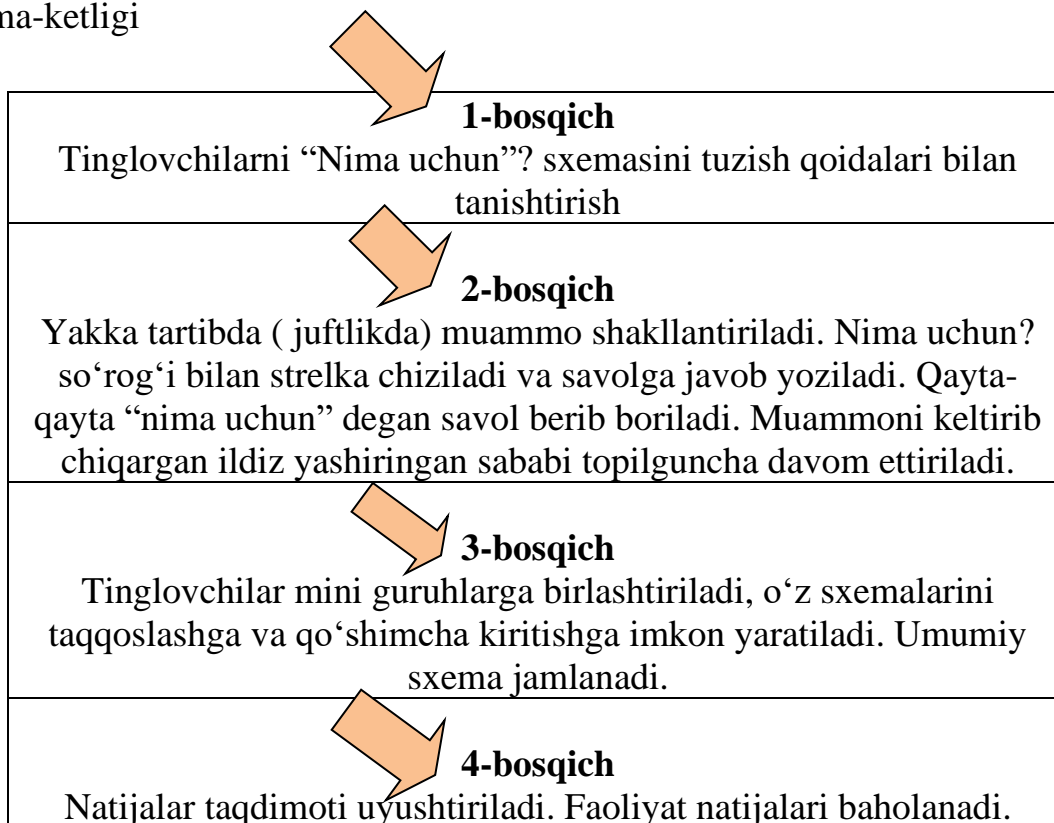 na-ketligi
1-bosqich
Tinglovchilarni “Nima uchun”? sxemasini tuzish qoidalari bilan
tanishtirish
2-bosqich
Yakka tartibda ( juftlikda) muammo shakllantiriladi. Nima uchun?
so‘rog‘i bilan strelka chiziladi va savolga javob yoziladi. Qayta-
qayta “nima uchun” degan savol berib boriladi. Muammoni keltirib
chiqargan ildiz yashiringan sababi topilguncha davom ettiriladi.
3-bosqich
Tinglovchilar mini guruhlarga birlashtiriladi, o‘z sxemalarini
taqqoslashga va qo‘shimcha kiritishga imkon yaratiladi. Umumiy
sxema jamlanadi.
4-bosqich
Natijalar taqdimoti uyushtiriladi. Faoliyat natijalari baholanadi.